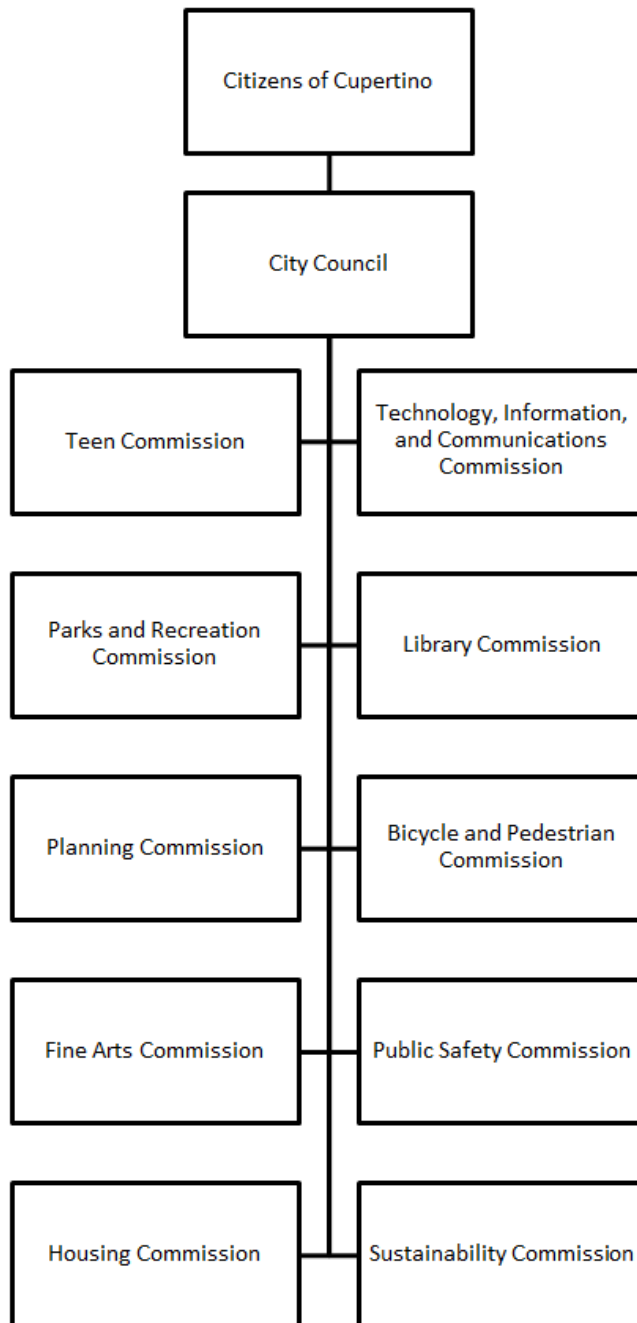 Citizens of Cupertino
City Council
Teen Commission
Technology, Information,
and Communications
Commission
Parks and Recreation
Commission
Library Commission
Planning Commission
Bicycle and Pedestrian
Commission
Fine Arts Commission
Public Safety Commission
Housing Commission
Sustainability Commission